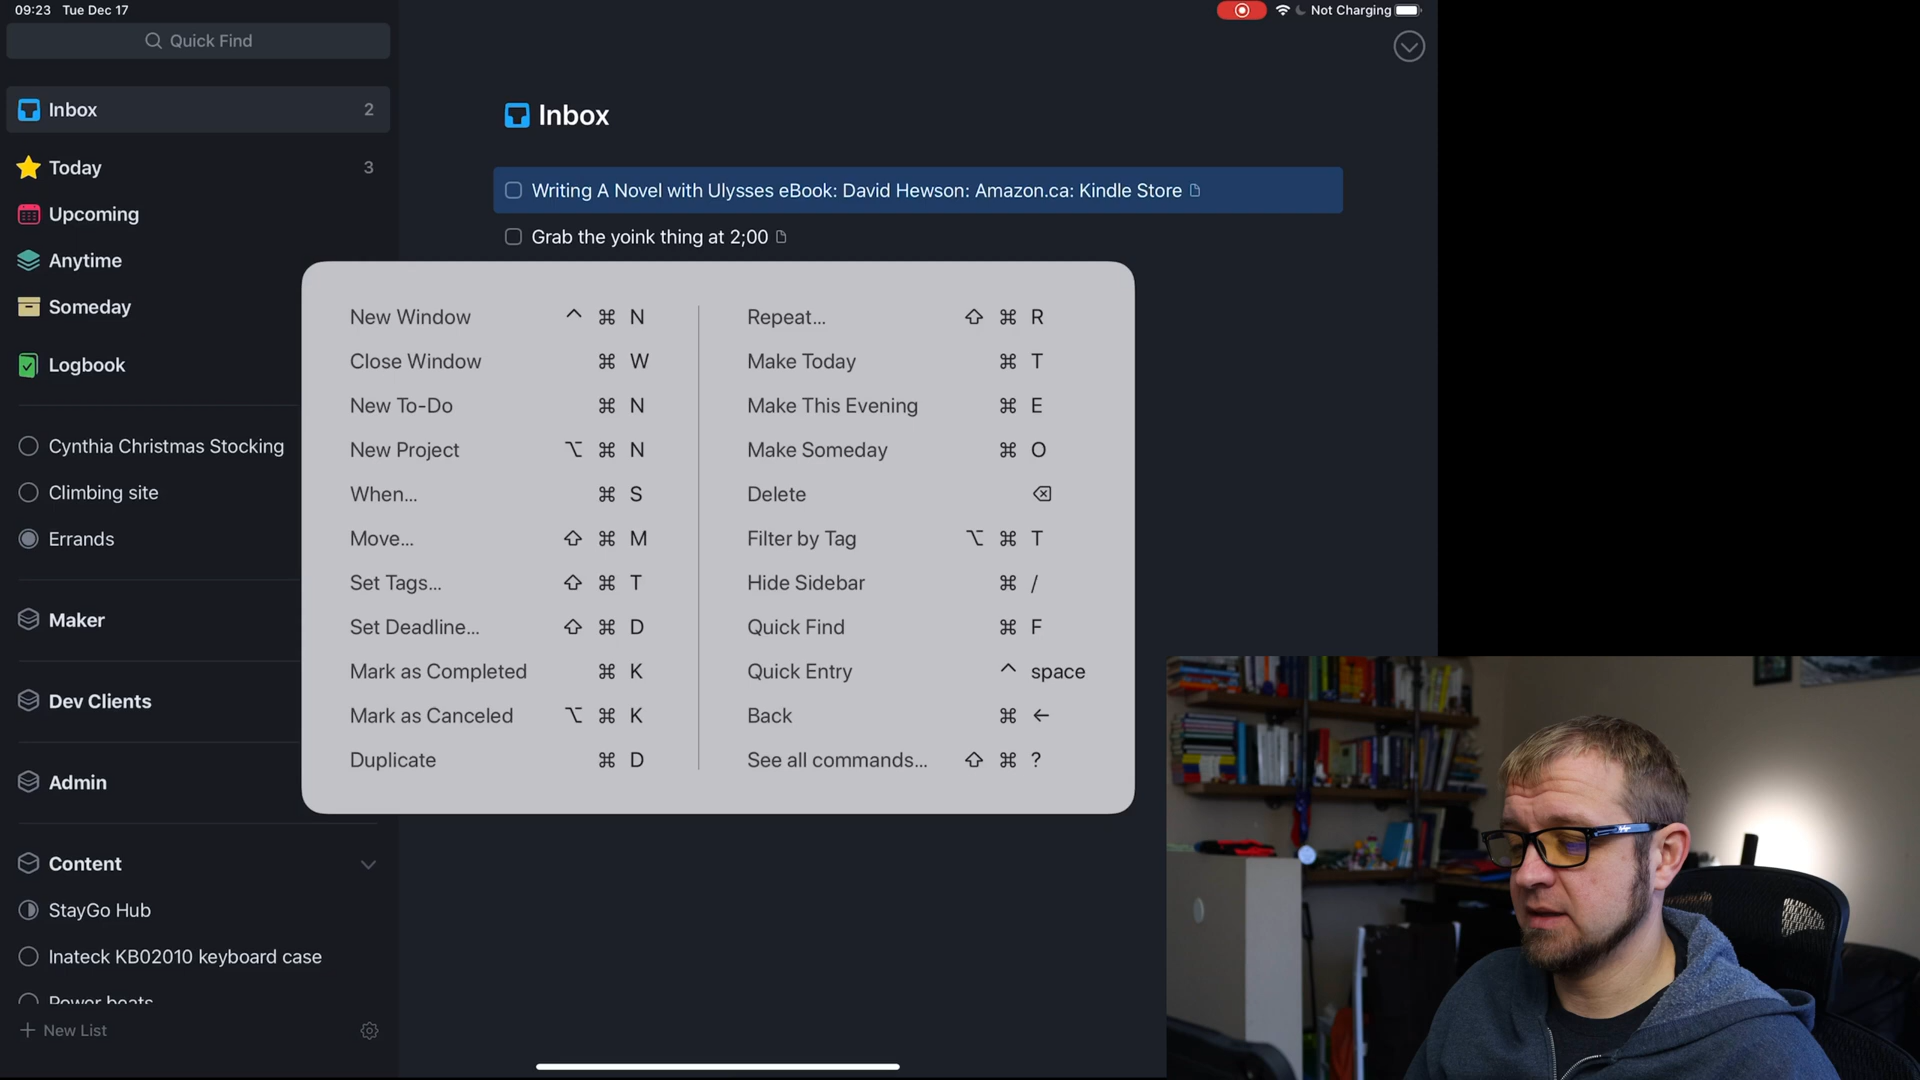 09:23 Tue Dec 17
Not Charging
Quick Find
Inbox 2
Today 3
Upcoming
Anytime
Someday
Logbook
Cynthia Christmas Stocking
Climbing site
Errands
Maker
Dev Clients
Admin
Content
StayGo Hub
Inateck KB02010 keyboard case
Power beats
+ New List
Inbox
Writing A Novel with Ulysses eBook: David Hewson: Amazon.ca: Kindle Store
Grab the yoink thing at 2;00
New Window ^ ⌘ N
Close Window ⌘ W
New To-Do ⌘ N
New Project ⌥ ⌘ N
When... ⌘ S
Move... ⇧ ⌘ M
Set Tags... ⇧ ⌘ T
Set Deadline... ⇧ ⌘ D
Mark as Completed ⌘ K
Mark as Canceled ⌥ ⌘ K
Duplicate ⌘ D
Repeat... ⇧ ⌘ R
Make Today ⌘ T
Make This Evening ⌘ E
Make Someday ⌘ O
Delete ⌫
Filter by Tag ⌥ ⌘ T
Hide Sidebar ⌘ /
Quick Find ⌘ F
Quick Entry ^ space
Back ⌘ ←
See all commands... ⇧ ⌘ ?